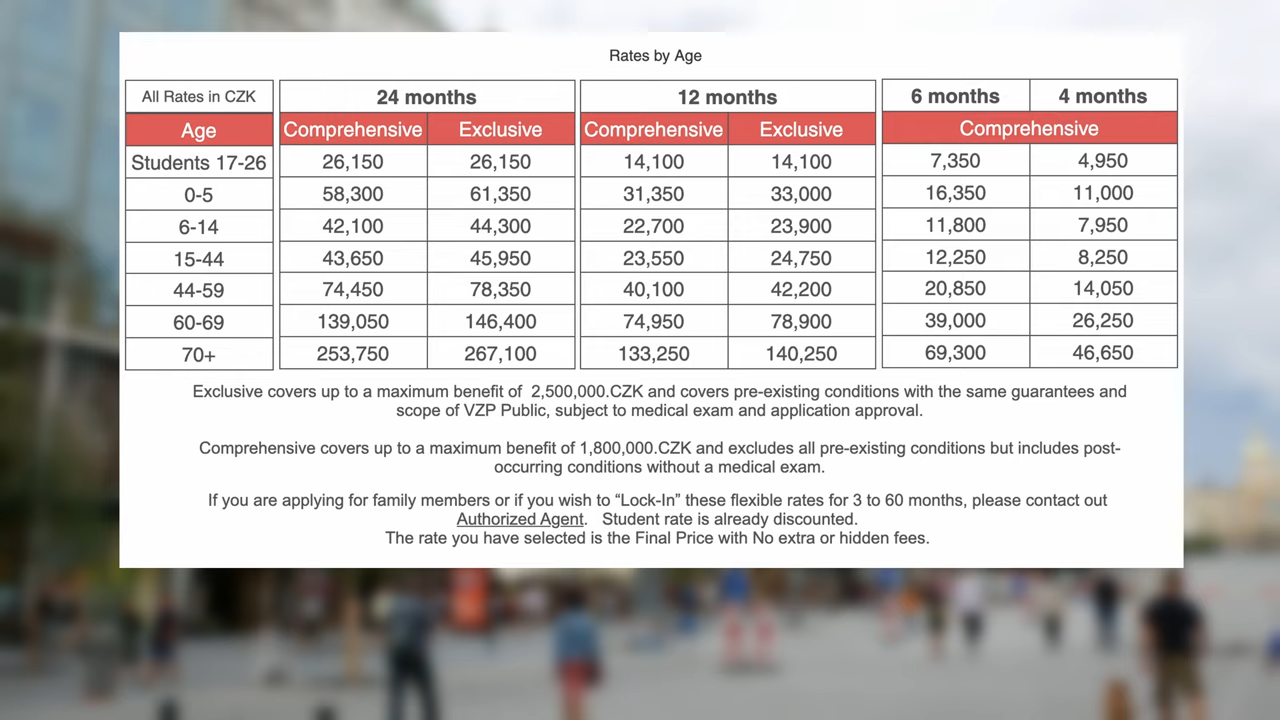 Rates by Age
All Rates in CZK 24 months 12 months 6 months 4 months
Age Comprehensive Exclusive Comprehensive Exclusive Comprehensive
Students 17-26 26,150 26,150 14,100 14,100 7,350 4,950
0-5 58,300 61,350 31,350 33,000 16,350 11,000
6-14 42,100 44,300 22,700 23,900 11,800 7,950
15-44 43,650 45,950 23,550 24,750 12,250 8,250
44-59 74,450 78,350 40,100 42,200 20,850 14,050
60-69 139,050 146,400 74,950 78,900 39,000 26,250
70+ 253,750 267,100 133,250 140,250 69,300 46,650
Exclusive covers up to a maximum benefit of 2,500,000.CZK and covers pre-existing conditions with the same guarantees and
scope of VZP Public, subject to medical exam and application approval.
Comprehensive covers up to a maximum benefit of 1,800,000.CZK and excludes all pre-existing conditions but includes post-
occurring conditions without a medical exam.
If you are applying for family members or if you wish to “Lock-In” these flexible rates for 3 to 60 months, please contact out
Authorized Agent. Student rate is already discounted.
The rate you have selected is the Final Price with No extra or hidden fees.